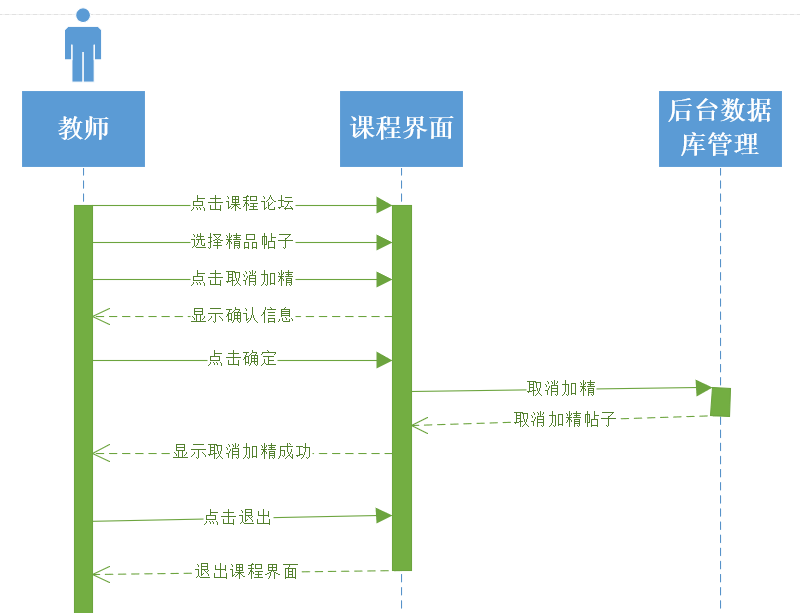 教师
课程界面
后台数据
库管理
点击课程论坛
选择精品帖子
点击取消加精
显示确认信息
点击确定
取消加精
取消加精帖子
显示取消加精成功
点击退出
退出课程界面